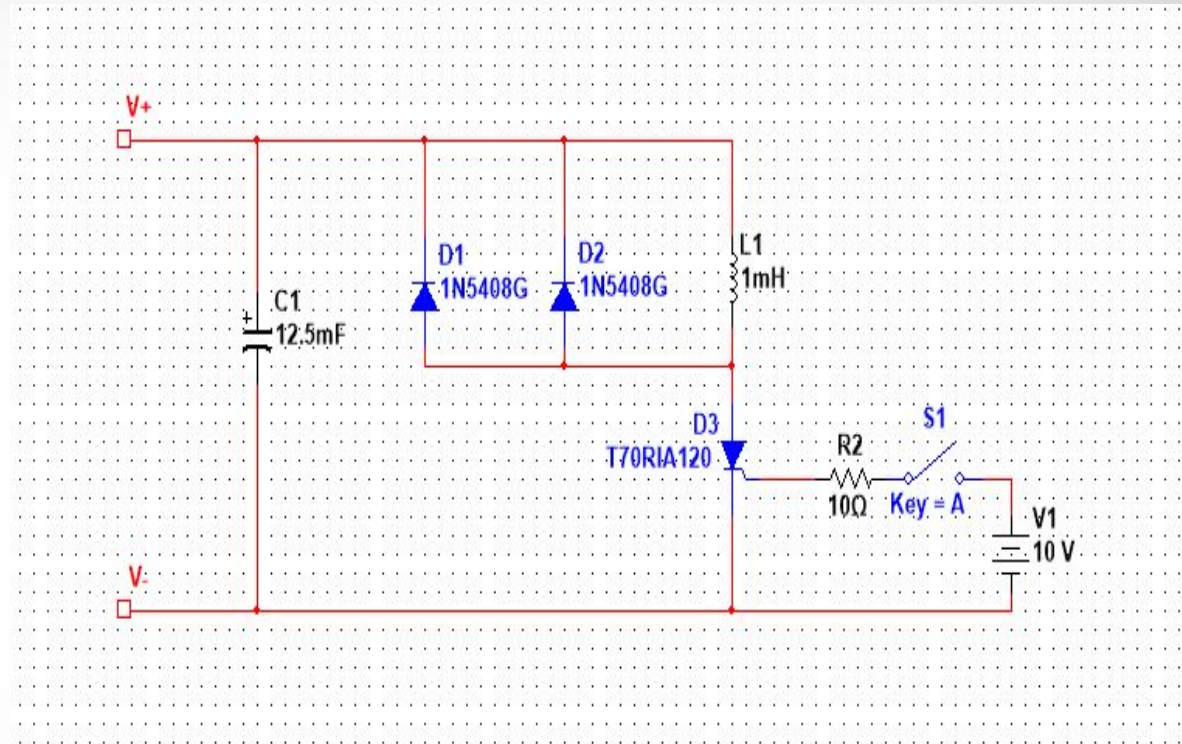 V+
D1
1N5408G
D2
1N5408G
L1
1mH
C1
+
12.5mF
D3
T70RIA120
R2
10Ω
S1
Key = A
V1
10 V
V-